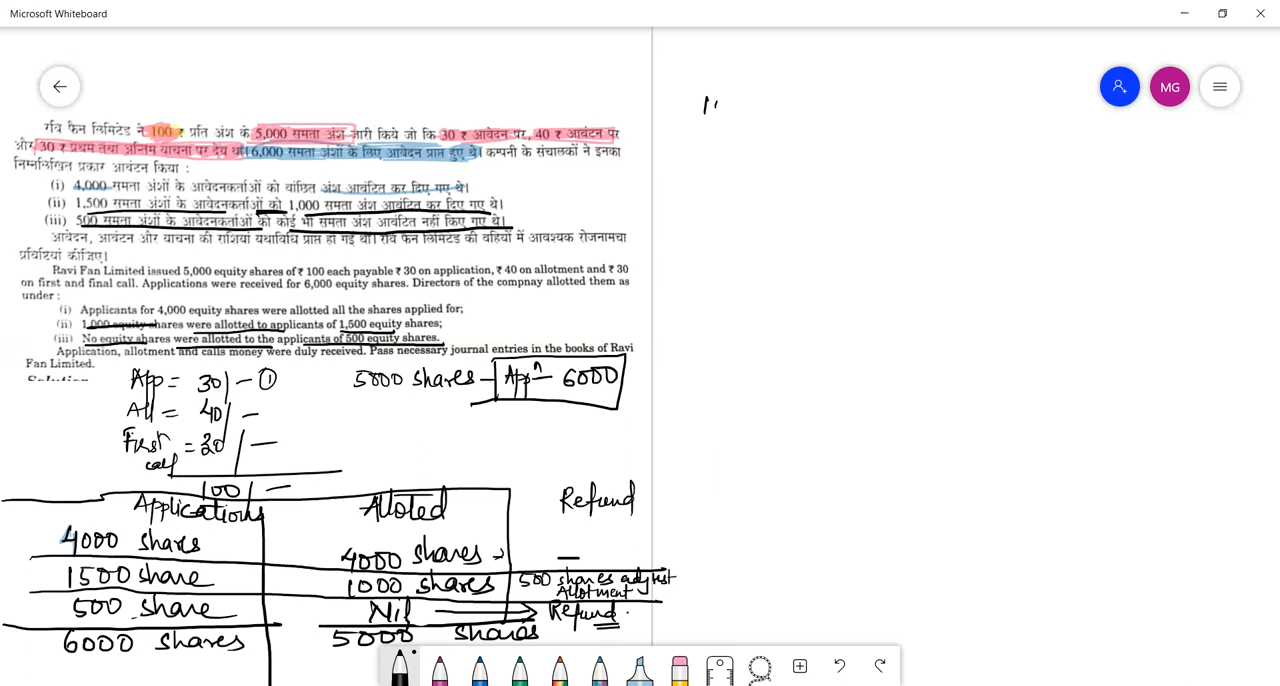 Microsoft Whiteboard
MG
रवि फैन लिमिटेड ने 100 ₹ प्रति अंश के 5,000 समता अंश जारी किये जो कि 30 ₹ आवेदन पर, 40 ₹ आबंटन पर
और 30 ₹ प्रथम तथा अन्तिम याचना पर देय था। 6,000 समता अंशों के लिए आवेदन प्राप्त हुए थे। कम्पनी के संचालकों ने इनका
निम्नलिखित प्रकार आबंटन किया :
(i) 4,000 समता अंशों के आवेदनकर्ताओं को वांछित अंश आबंटित कर दिए गए थे।
(ii) 1,500 समता अंशों के आवेदनकर्ताओं को 1,000 समता अंश आबंटित कर दिए गए थे।
(iii) 500 समता अंशों के आवेदनकर्ताओं को कोई भी समता अंश आबंटित नहीं किए गए थे।
आवेदन, आबंटन और याचना की राशियां यथाविधि प्राप्त हो गई थी। रवि फैन लिमिटेड की बहियों में आवश्यक रोजनामचा
प्रविष्टियां कीजिए।
Ravi Fan Limited issued 5,000 equity shares of ₹ 100 each payable ₹ 30 on application, ₹ 40 on allotment and ₹ 30
on first and final call. Applications were received for 6,000 equity shares. Directors of the compnay allotted them as
under :
(i) Applicants for 4,000 equity shares were allotted all the shares applied for;
(ii) 1,000 equity shares were allotted to applicants of 1,500 equity shares;
(iii) No equity shares were allotted to the applicants of 500 equity shares.
Application, allotment and calls money were duly received. Pass necessary journal entries in the books of Ravi
Fan Limited.
App = 30/- ① 5000 shares - Appn - 6000
All = 40/-
First call = 30/-
100/-
Applications Alloted Refund
4000 shares 4000 shares -
1500 share 1000 shares 500 shares adjust Allotment
500 share Nil Refund
6000 shares 5000 shares